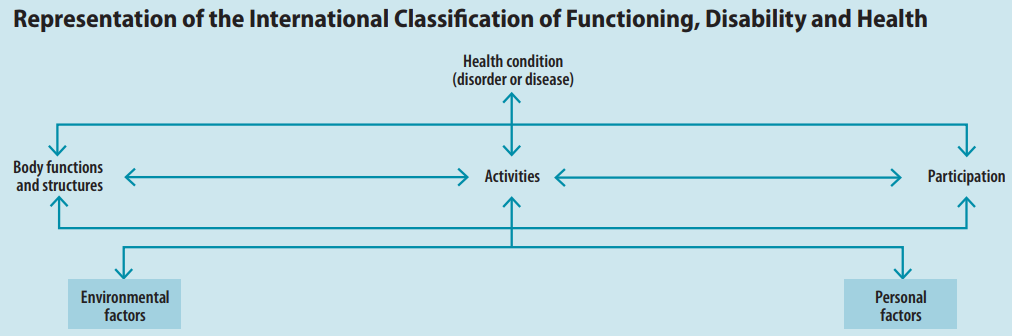 Representation of the International Classification of Functioning, Disability and Health
Health condition
(disorder or disease)
Body functions
and structures
Activities
Participation
Environmental
factors
Personal
factors